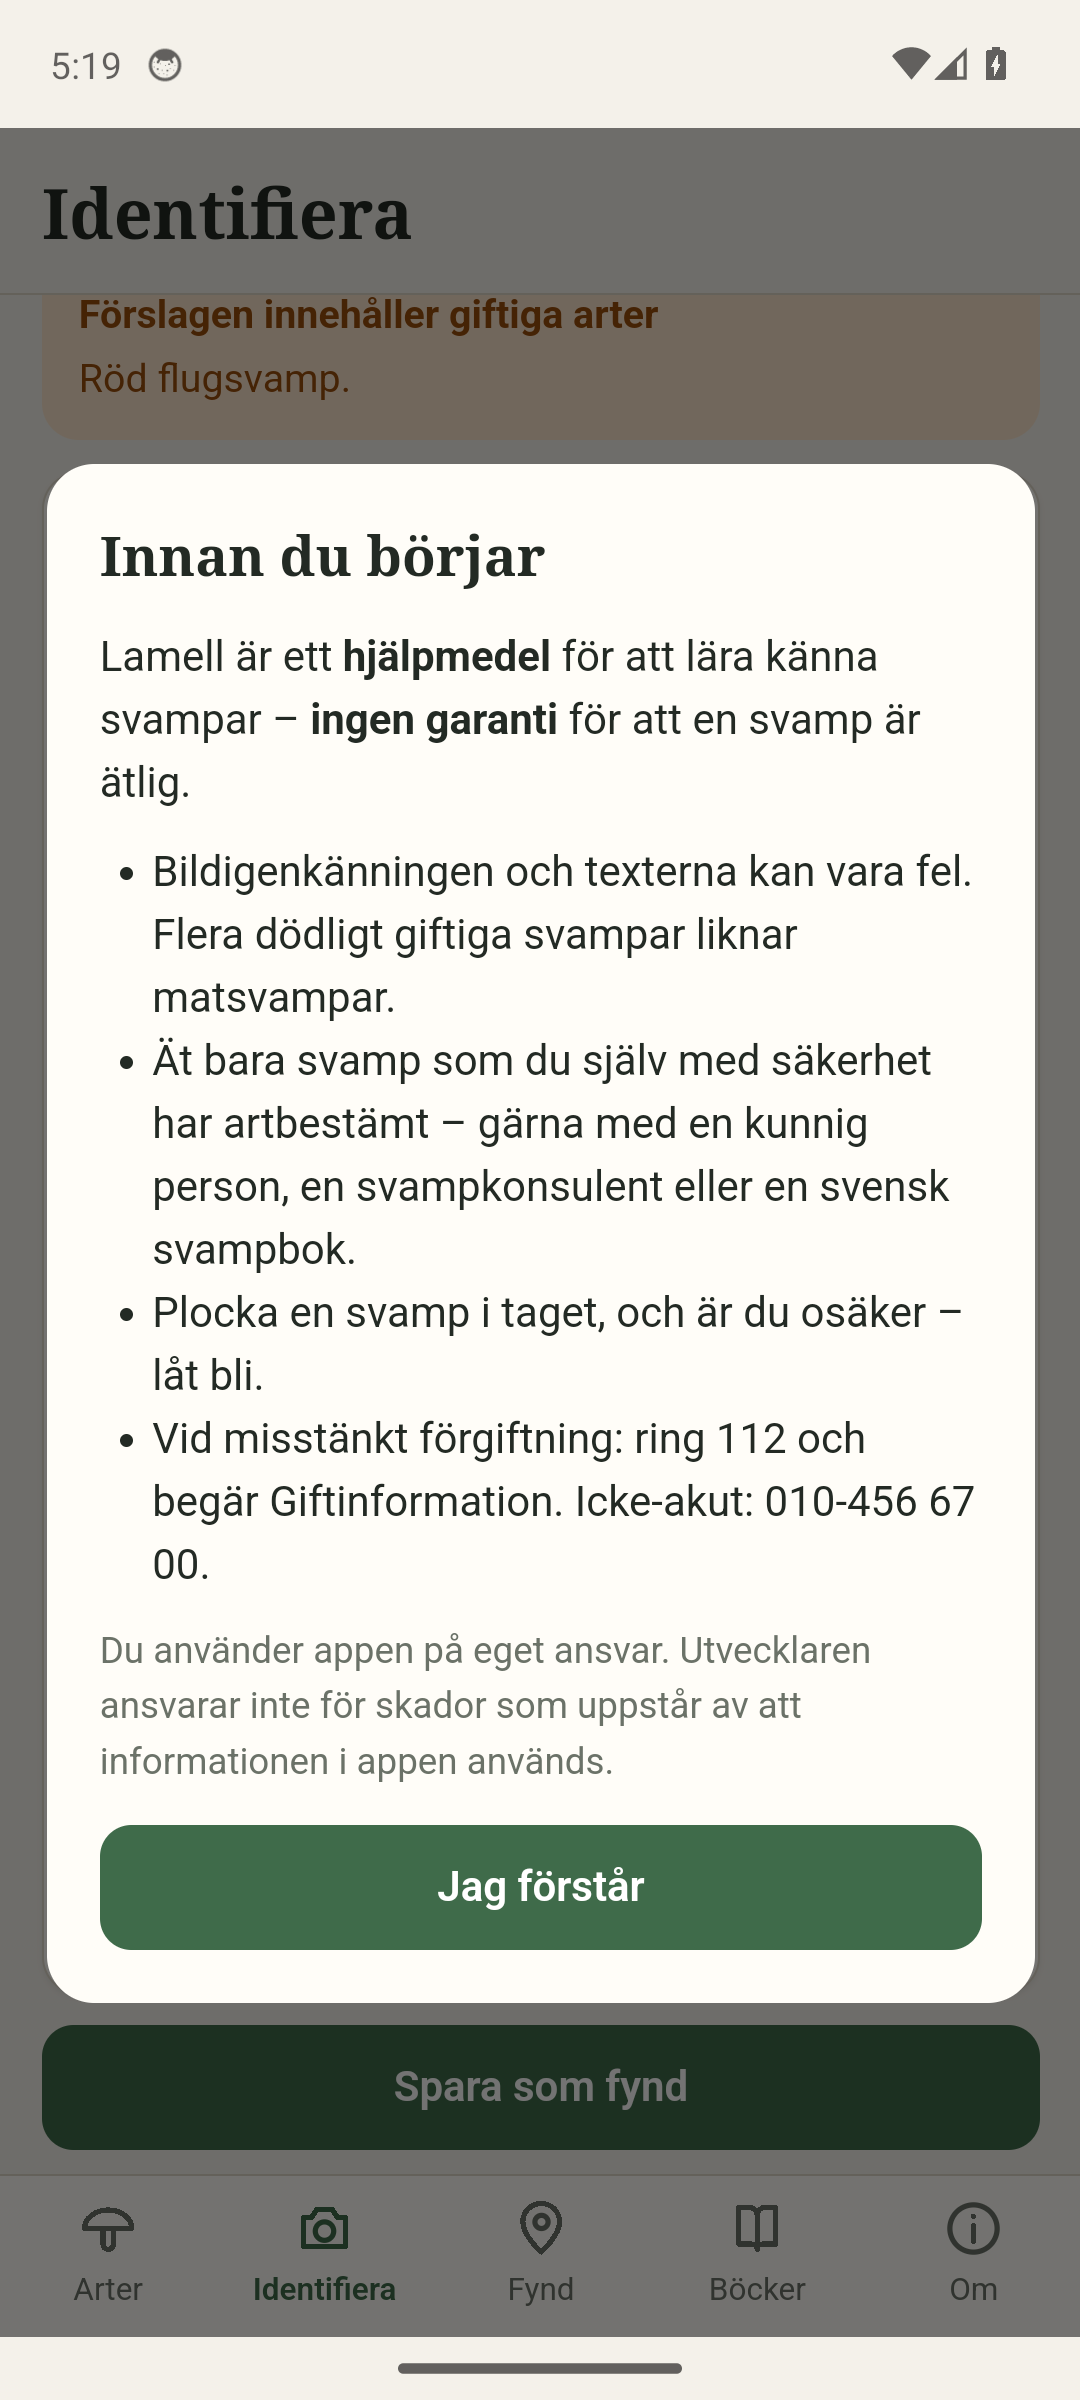 5:19
Identifiera
Förslagen innehåller giftiga arter
Röd flugsvamp.
Innan du börjar
Lamell är ett hjälpmedel för att lära känna
svampar – ingen garanti för att en svamp är
ätlig.
• Bildigenkänningen och texterna kan vara fel.
Flera dödligt giftiga svampar liknar
matsvampar.
• Ät bara svamp som du själv med säkerhet
har artbestämt – gärna med en kunnig
person, en svampkonsulent eller en svensk
svampbok.
• Plocka en svamp i taget, och är du osäker –
låt bli.
• Vid misstänkt förgiftning: ring 112 och
begär Giftinformation. Icke-akut: 010-456 67
00.
Du använder appen på eget ansvar. Utvecklaren
ansvarar inte för skador som uppstår av att
informationen i appen används.
Jag förstår
Spara som fynd
Arter
Identifiera
Fynd
Böcker
Om